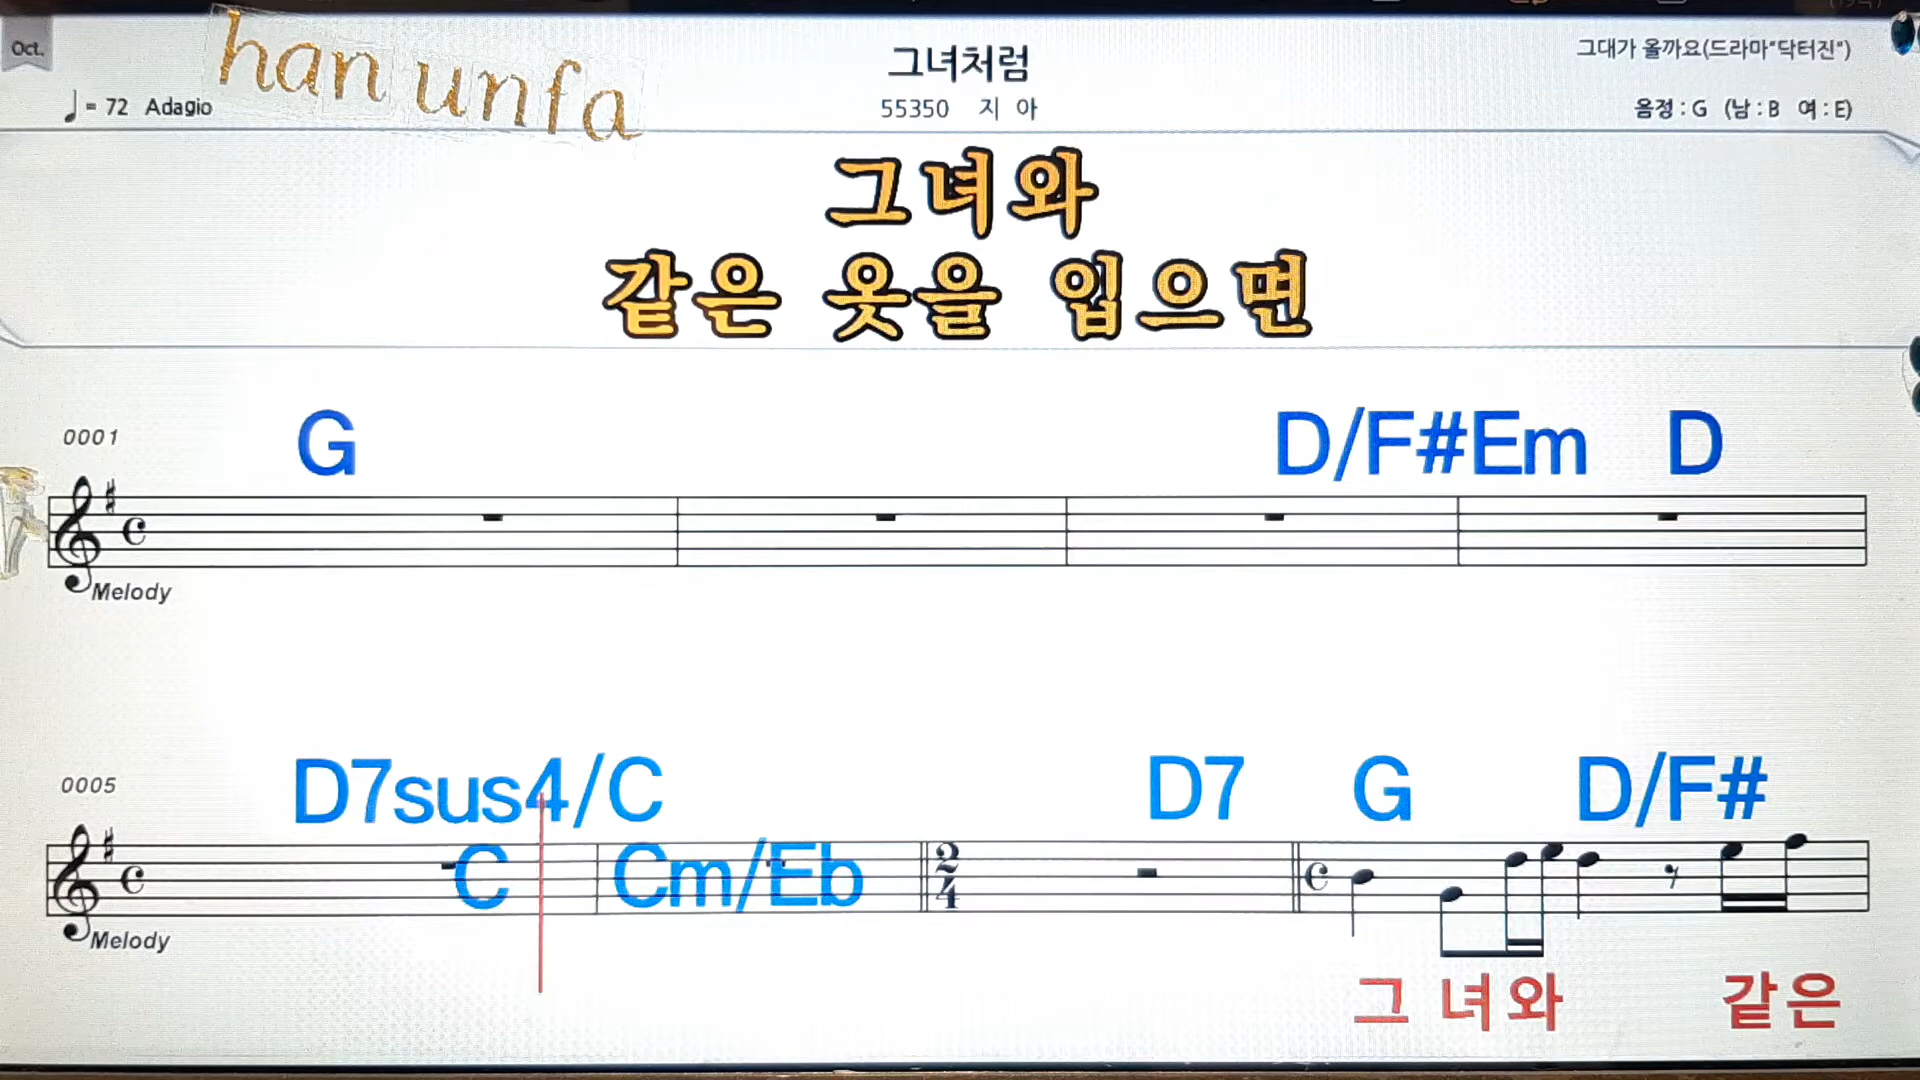 Oct.
han unfa
그녀처럼
그대가 올까요(드라마"닥터진")
= 72 Adagio
55350 지 아
음정 : G (남 : B 여 : E)
그녀와
같은 옷을 입으면
0001
G D/F#Em D
Melody
0005
D7sus4/C D7 G D/F#
C Cm/Eb 2/4
Melody
그 녀와 같은